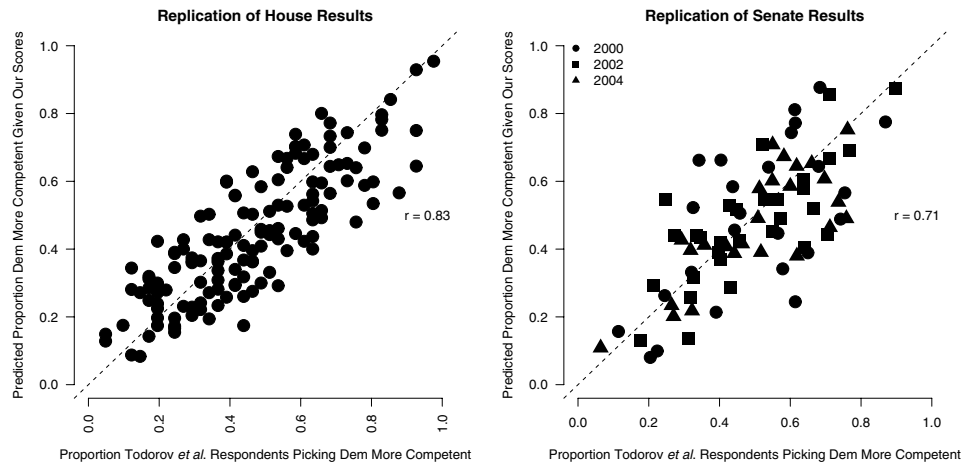 Replication of House Results
Predicted Proportion Dem More Competent Given Our Scores
1.0
0.8
0.6
0.4
0.2
0.0
r = 0.83
0.0 0.2 0.4 0.6 0.8 1.0
Proportion Todorov et al. Respondents Picking Dem More Competent
Replication of Senate Results
Predicted Proportion Dem More Competent Given Our Scores
1.0
0.8
0.6
0.4
0.2
0.0
2000
2002
2004
r = 0.71
0.0 0.2 0.4 0.6 0.8 1.0
Proportion Todorov et al. Respondents Picking Dem More Competent